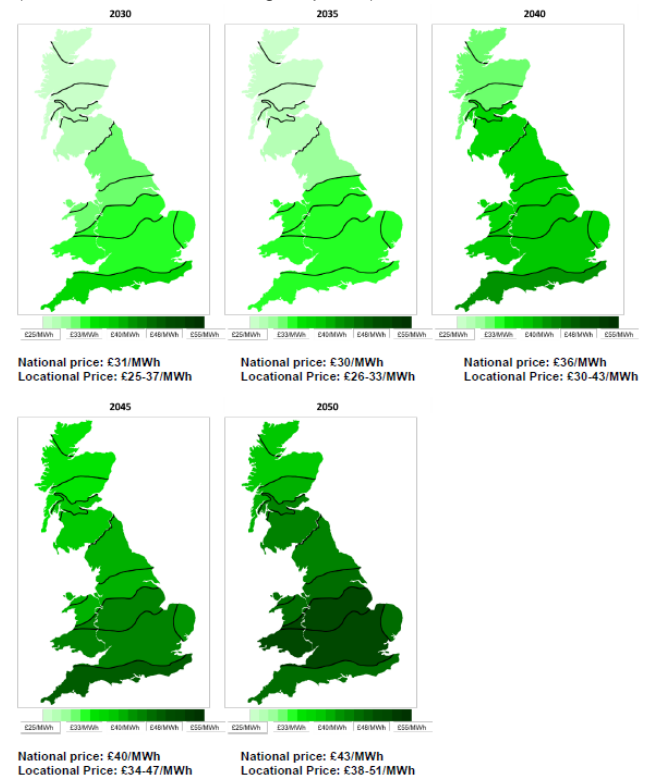 2030 2035 2040
£25/MWh £33/MWh £40/MWh £48/MWh £55/MWh £25/MWh £33/MWh £40/MWh £48/MWh £55/MWh £25/MWh £33/MWh £40/MWh £48/MWh £55/MWh
National price: £31/MWh National price: £30/MWh National price: £36/MWh
Locational Price: £25-37/MWh Locational Price: £26-33/MWh Locational Price: £30-43/MWh
2045 2050
£25/MWh £33/MWh £40/MWh £48/MWh £55/MWh £25/MWh £33/MWh £40/MWh £48/MWh £55/MWh
National price: £40/MWh National price: £43/MWh
Locational Price: £34-47/MWh Locational Price: £38-51/MWh